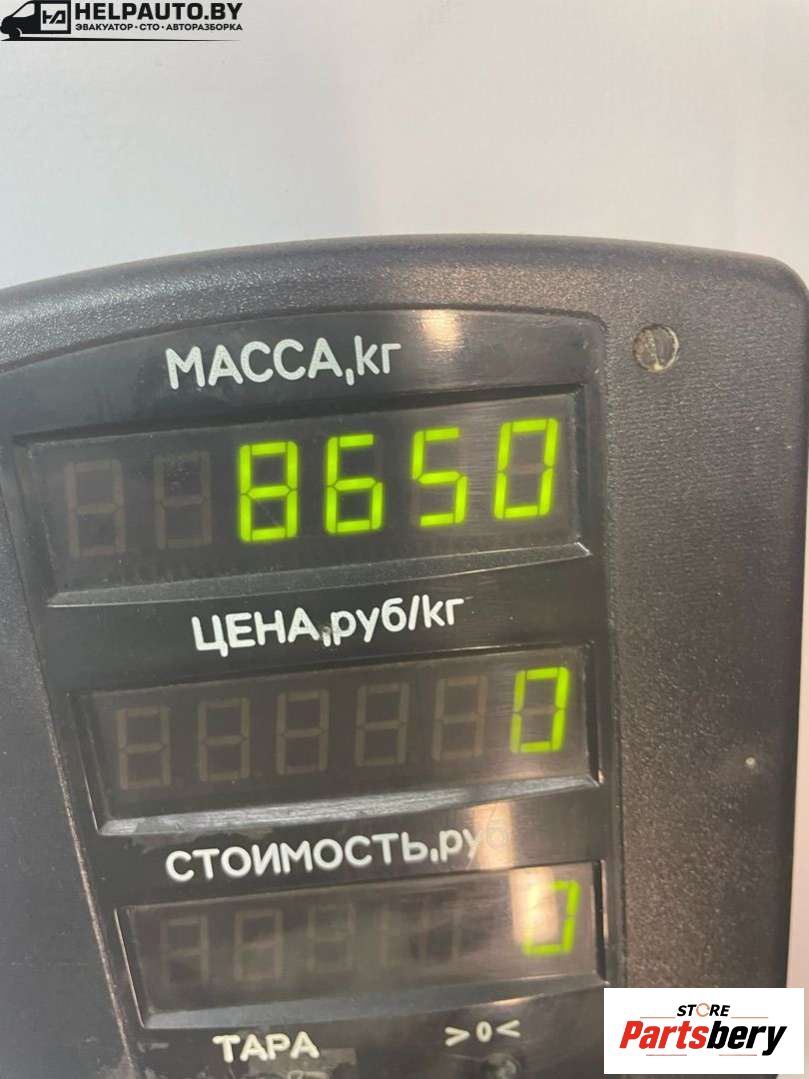 HELPAUTO.BY
ЭВАКУАТОР • СТО • АВТОРАЗБОРКА
МАССА,кг
8650
ЦЕНА,руб/кг
0
СТОИМОСТЬ,руб
0
ТАРА >0<
STORE
Partsbery